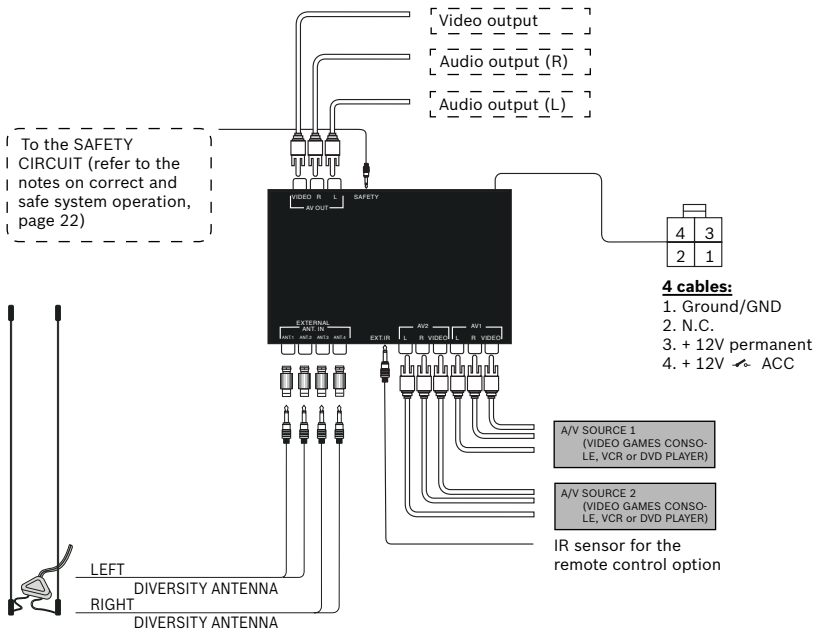 Video output
Audio output (R)
Audio output (L)
To the SAFETY
CIRCUIT (refer to the
notes on correct and
safe system operation,
page 22)
VIDEO R L SAFETY
AV OUT
4 3
2 1
4 cables:
1. Ground/GND
2. N.C.
3. + 12V permanent
4. + 12V ACC
EXTERNAL
ANT. IN
ANT.1 ANT.2 ANT.3 ANT.4
EXT.IR
AV2 AV1
L R VIDEO L R VIDEO
A/V SOURCE 1
(VIDEO GAMES CONSO-
LE, VCR or DVD PLAYER)
A/V SOURCE 2
(VIDEO GAMES CONSO-
LE, VCR or DVD PLAYER)
IR sensor for the
remote control option
LEFT
DIVERSITY ANTENNA
RIGHT
DIVERSITY ANTENNA